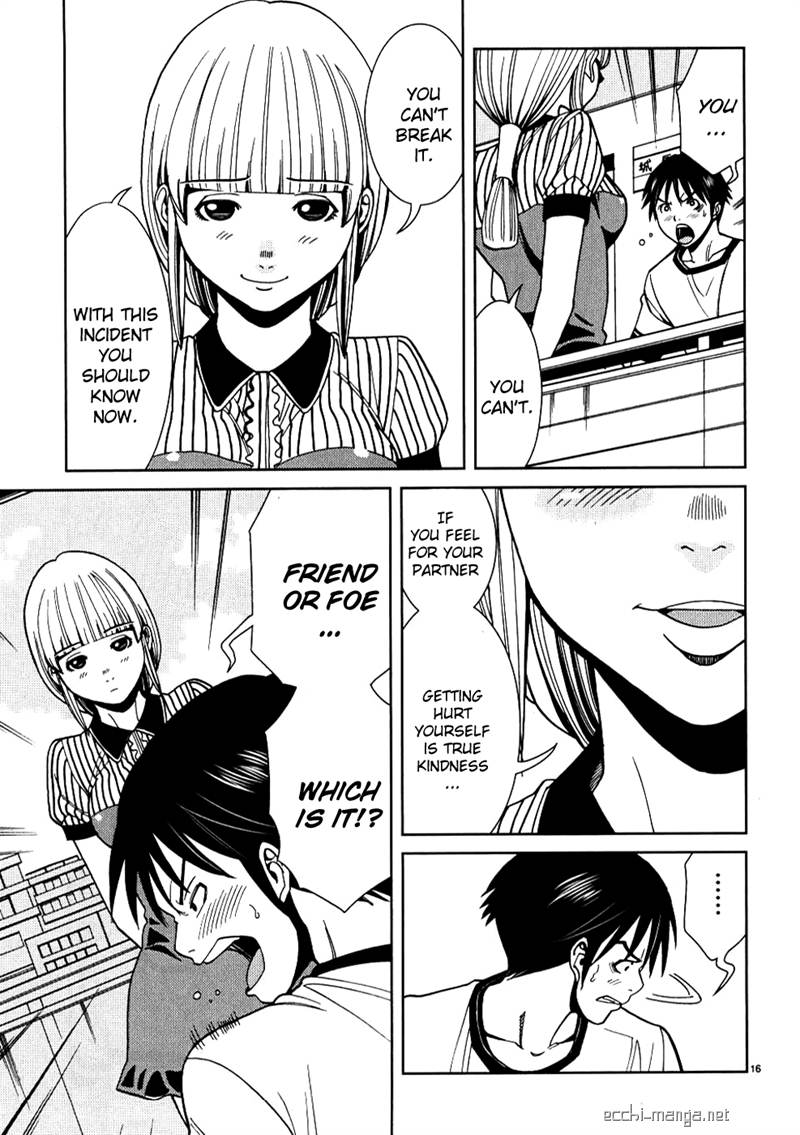 YOU
...
YOU
CAN'T.
YOU
CAN'T
BREAK
IT.
WITH THIS
INCIDENT
YOU
SHOULD
KNOW
NOW.
IF
YOU FEEL
FOR YOUR
PARTNER
GETTING
HURT
YOURSELF
IS TRUE
KINDNESS
...
......
FRIEND
OR FOE
...
WHICH
IS IT!?
16
ecchi-manga.net